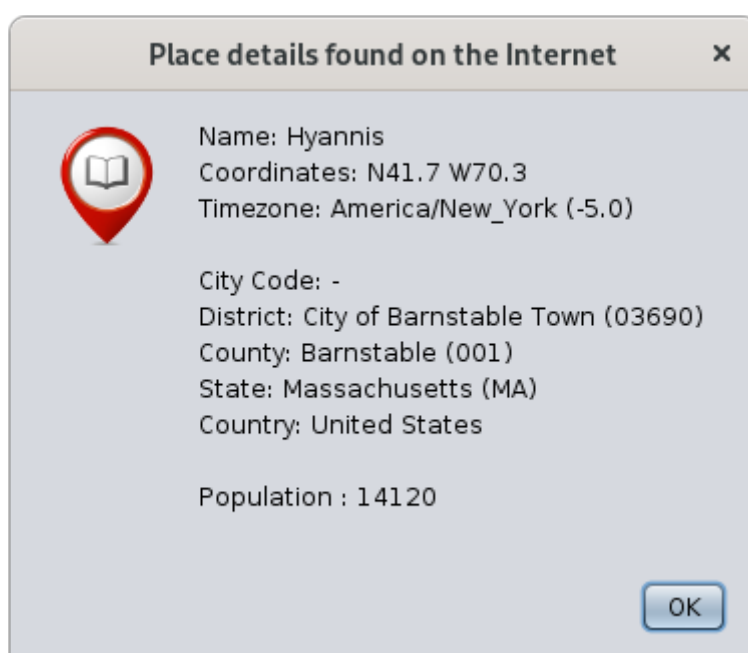 Place details found on the Internet ×
Name: Hyannis
Coordinates: N41.7 W70.3
Timezone: America/New_York (-5.0)
City Code: -
District: City of Barnstable Town (03690)
County: Barnstable (001)
State: Massachusetts (MA)
Country: United States
Population : 14120
OK